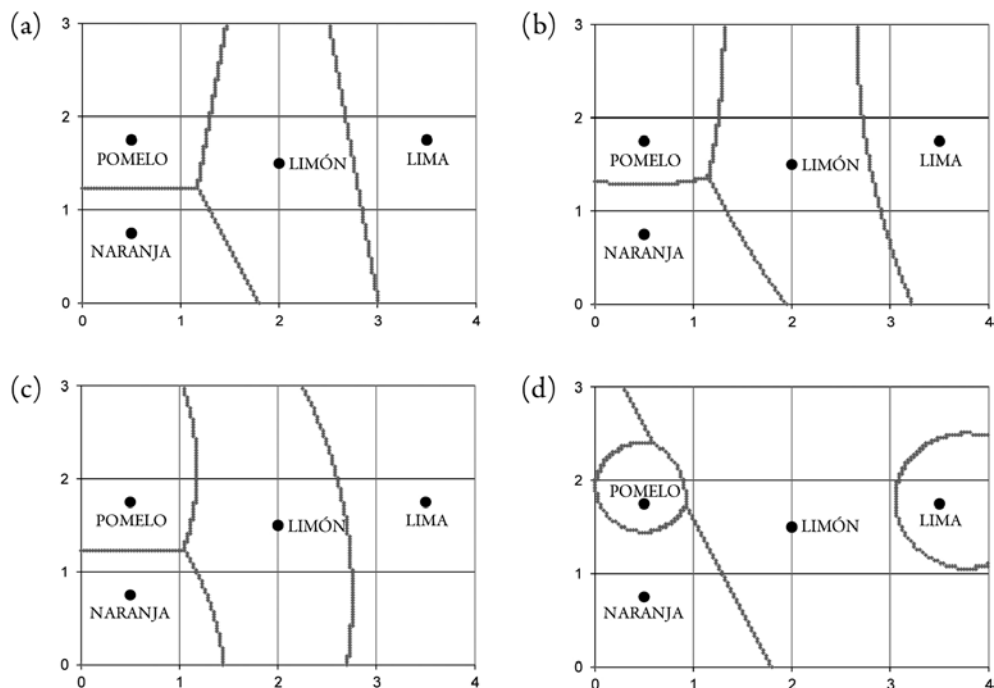 (a)
3
2
1
0
POMELO
LIMÓN
LIMA
NARANJA
0 1 2 3 4
(b)
3
2
1
0
POMELO
LIMÓN
LIMA
NARANJA
0 1 2 3 4
(c)
3
2
1
0
POMELO
LIMÓN
LIMA
NARANJA
0 1 2 3 4
(d)
3
2
1
0
POMELO
LIMÓN
LIMA
NARANJA
0 1 2 3 4